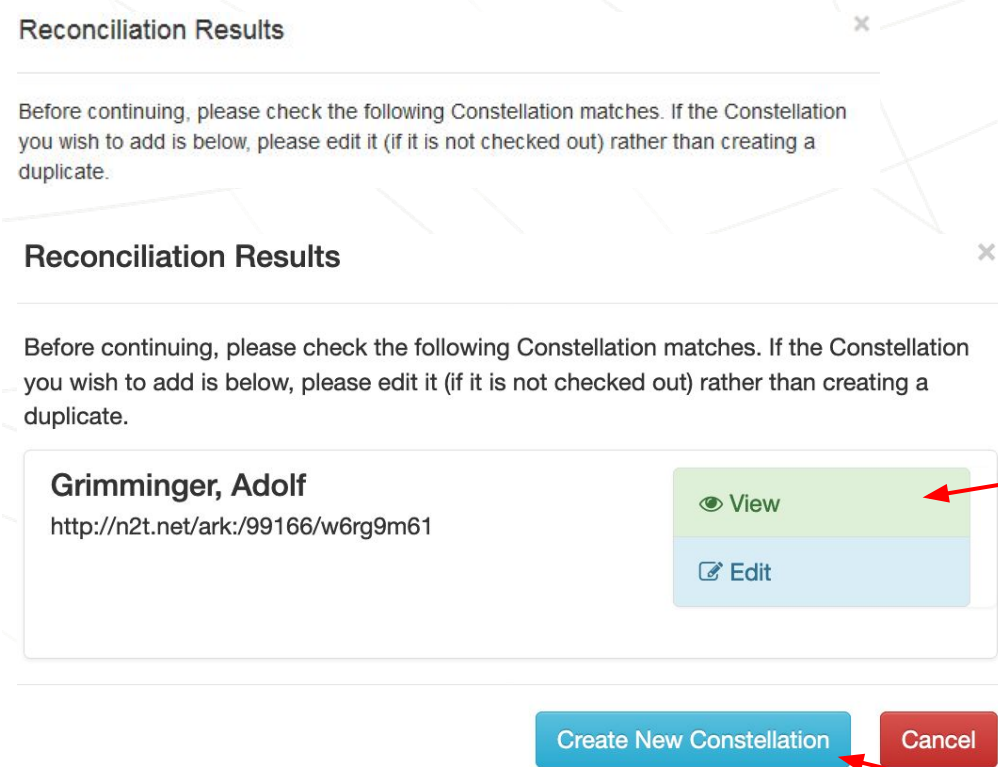 Reconciliation Results ×
Before continuing, please check the following Constellation matches. If the Constellation
you wish to add is below, please edit it (if it is not checked out) rather than creating a
duplicate.
Reconciliation Results ×
Before continuing, please check the following Constellation matches. If the Constellation
you wish to add is below, please edit it (if it is not checked out) rather than creating a
duplicate.
Grimminger, Adolf
http://n2t.net/ark:/99166/w6rg9m61
View
Edit
Create New Constellation
Cancel